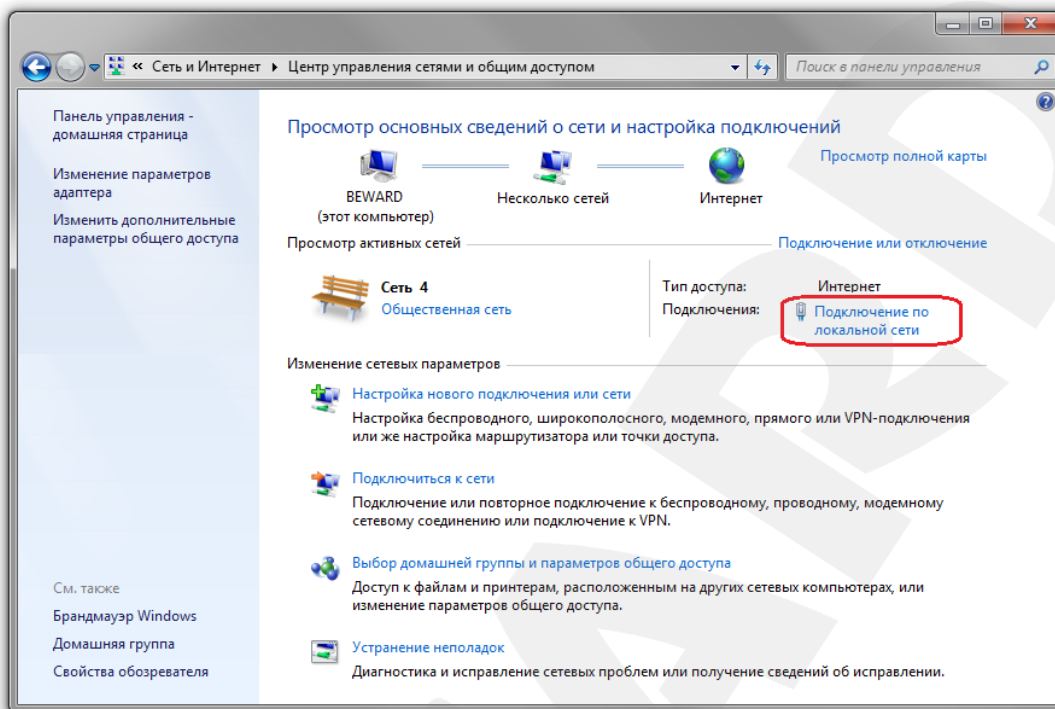 « Сеть и Интернет ▸ Центр управления сетями и общим доступом
Поиск в панели управления
Панель управления -
домашняя страница
Изменение параметров
адаптера
Изменить дополнительные
параметры общего доступа
Просмотр основных сведений о сети и настройка подключений
Просмотр полной карты
BEWARD
(этот компьютер)
Несколько сетей
Интернет
Просмотр активных сетей
Подключение или отключение
Сеть 4
Общественная сеть
Тип доступа: Интернет
Подключения: Подключение по
локальной сети
Изменение сетевых параметров
Настройка нового подключения или сети
Настройка беспроводного, широкополосного, модемного, прямого или VPN-подключения
или же настройка маршрутизатора или точки доступа.
Подключиться к сети
Подключение или повторное подключение к беспроводному, проводному, модемному
сетевому соединению или подключение к VPN.
Выбор домашней группы и параметров общего доступа
Доступ к файлам и принтерам, расположенным на других сетевых компьютерах, или
изменение параметров общего доступа.
Устранение неполадок
Диагностика и исправление сетевых проблем или получение сведений об исправлении.
См. также
Брандмауэр Windows
Домашняя группа
Свойства обозревателя